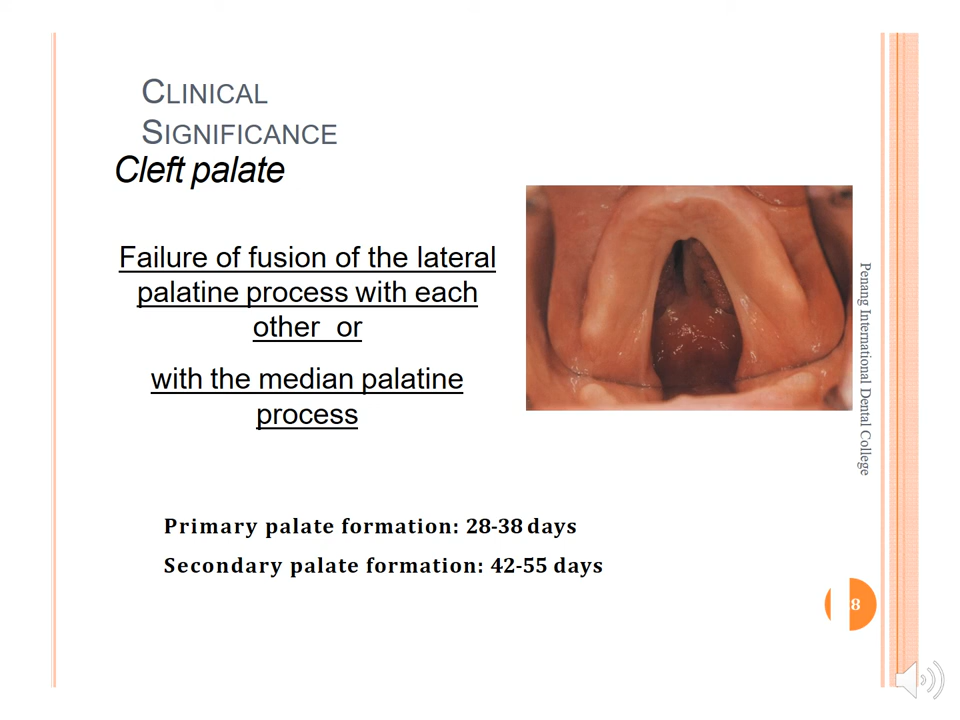 CLINICAL
SIGNIFICANCE
Cleft palate
Failure of fusion of the lateral
palatine process with each
other or
with the median palatine
process
Primary palate formation: 28-38 days
Secondary palate formation: 42-55 days
Penang International Dental College
8